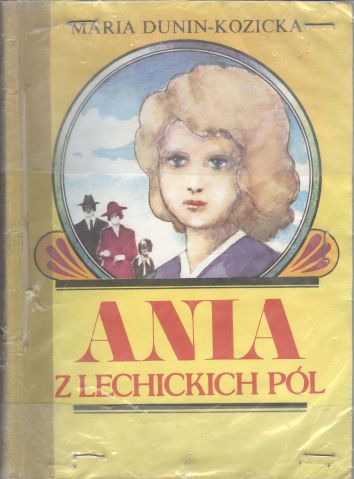 MARIA DUNIN-KOZICKA
ANIA
Z LECHICKICH PÓL